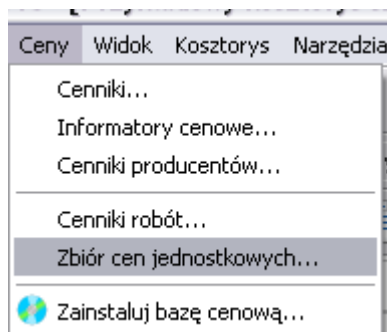 Ceny Widok Kosztorys Narzędzia
Cenniki...
Informatory cenowe...
Cenniki producentów...
Cenniki robót...
Zbiór cen jednostkowych...
Zainstaluj bazę cenową...